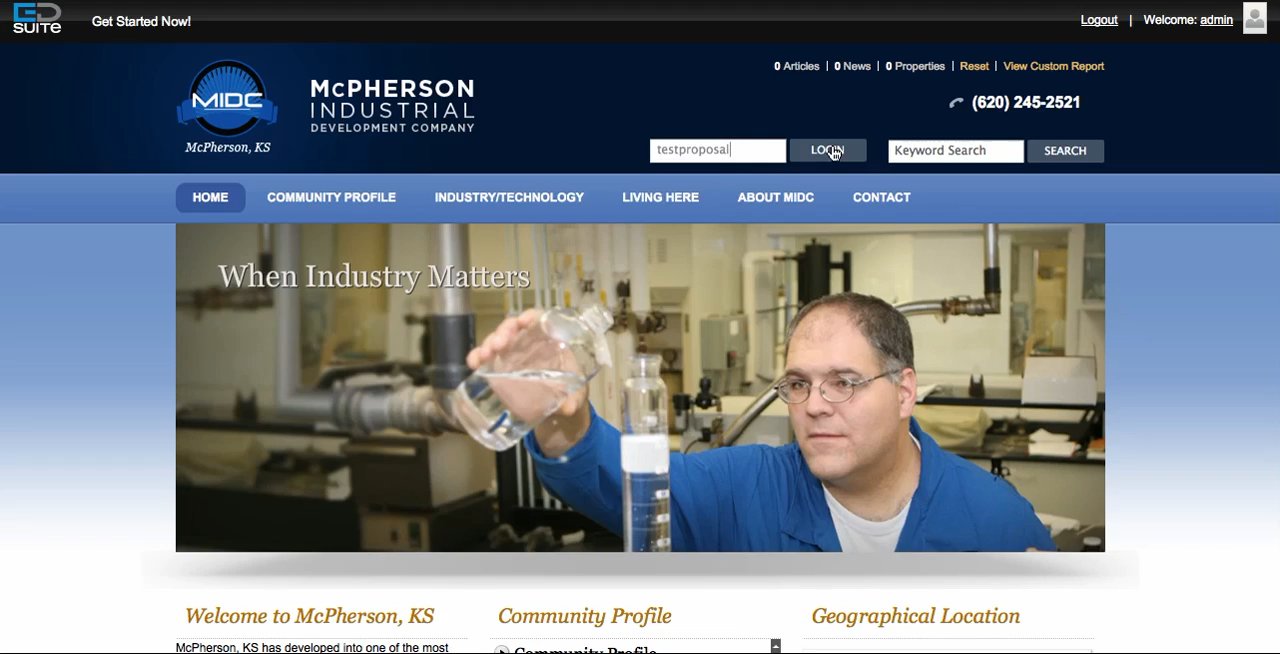 ED
SUITE
Get Started Now!
Logout | Welcome: admin
0 Articles | 0 News | 0 Properties | Reset | View Custom Report
MIDC
McPherson, KS
McPHERSON
INDUSTRIAL
DEVELOPMENT COMPANY
(620) 245-2521
testproposal
LOGIN
Keyword Search
SEARCH
HOME
COMMUNITY PROFILE
INDUSTRY/TECHNOLOGY
LIVING HERE
ABOUT MIDC
CONTACT
When Industry Matters
Welcome to McPherson, KS
McPherson, KS has developed into one of the most
Community Profile
Community Profile
Geographical Location